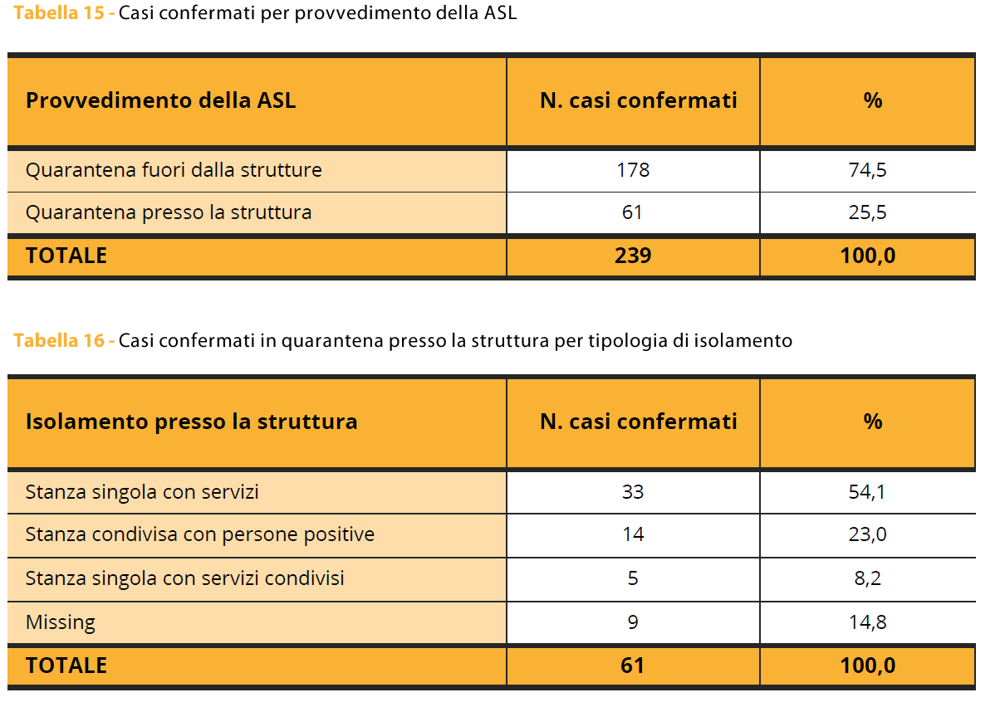 Tabella 15 - Casi confermati per provvedimento della ASL
Provvedimento della ASL N. casi confermati %
Quarantena fuori dalla strutture 178 74,5
Quarantena presso la struttura 61 25,5
TOTALE 239 100,0
Tabella 16 - Casi confermati in quarantena presso la struttura per tipologia di isolamento
Isolamento presso la struttura N. casi confermati %
Stanza singola con servizi 33 54,1
Stanza condivisa con persone positive 14 23,0
Stanza singola con servizi condivisi 5 8,2
Missing 9 14,8
TOTALE 61 100,0